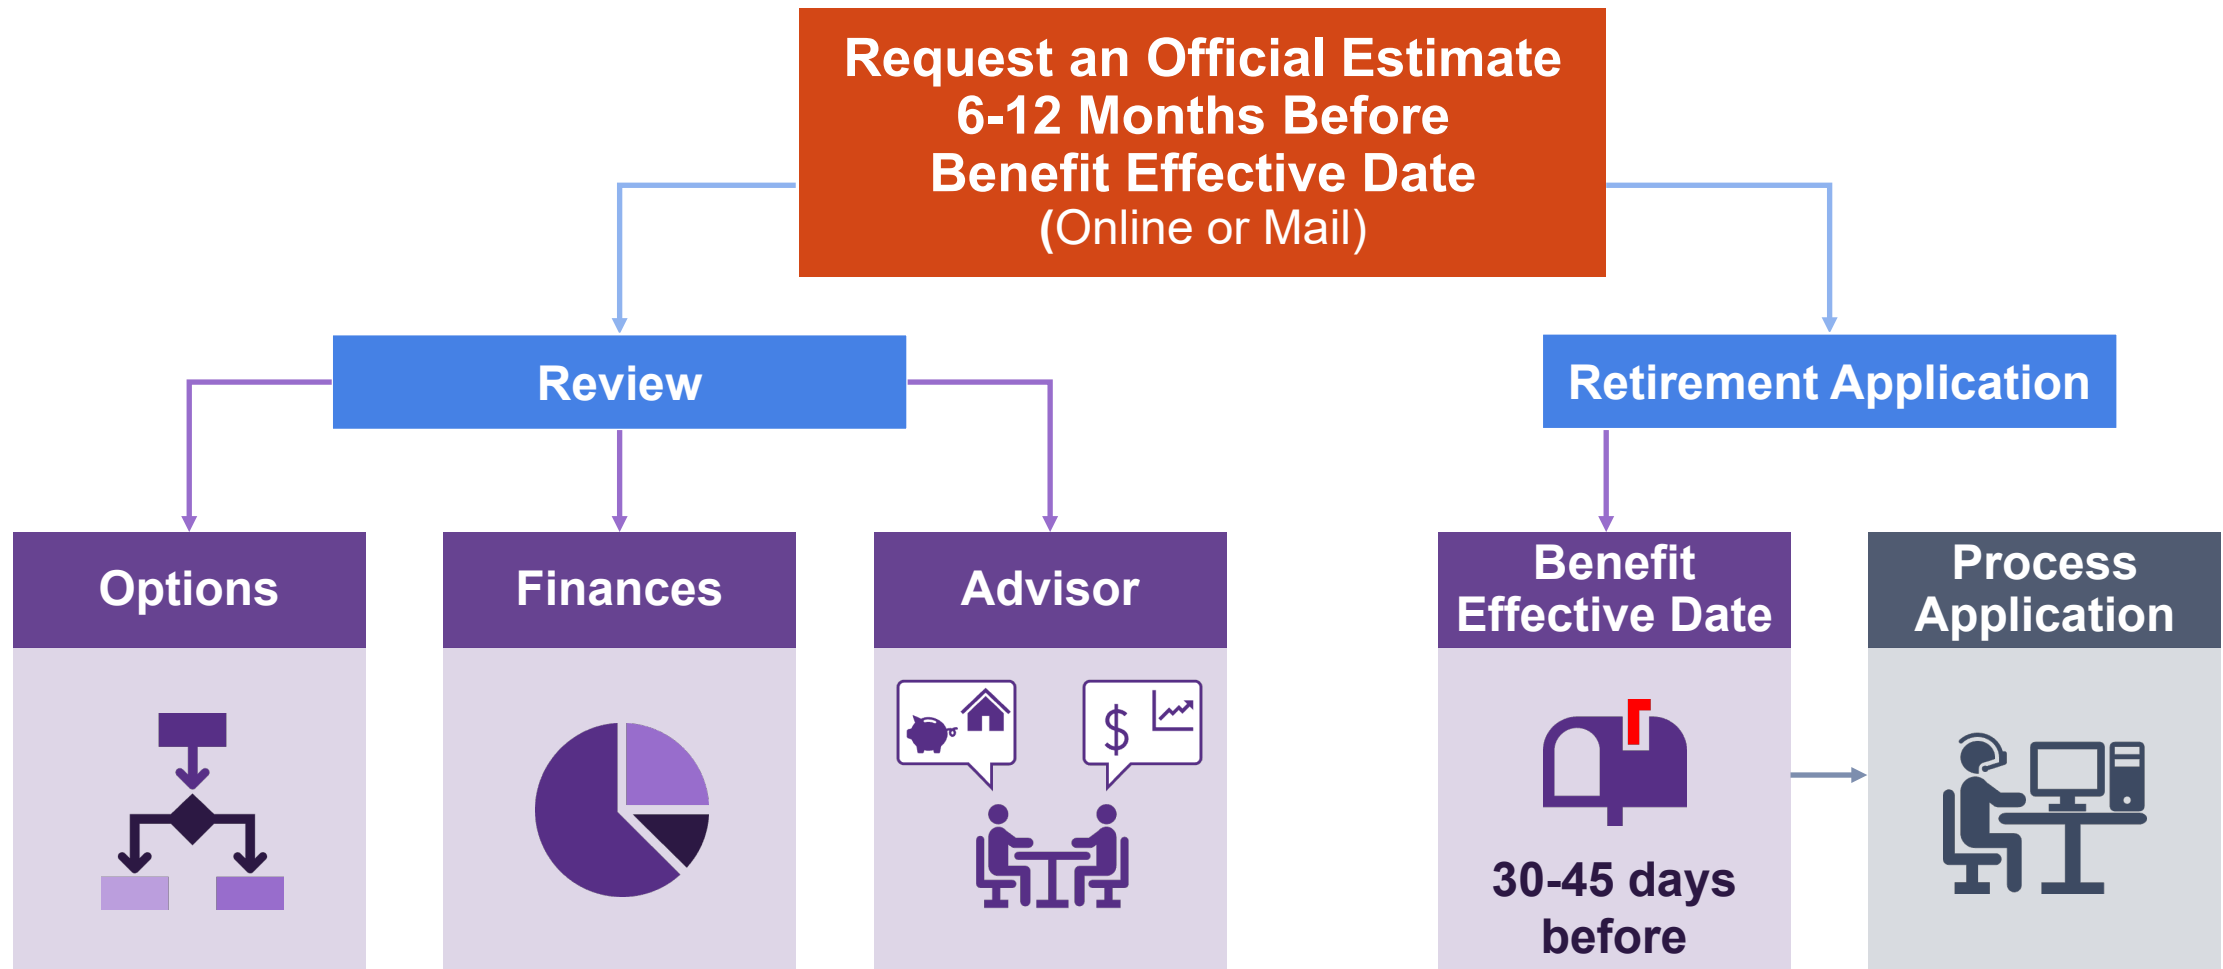 Request an Official Estimate
6-12 Months Before
Benefit Effective Date
(Online or Mail)
Review
Retirement Application
Options
Finances
Advisor
Benefit
Effective Date
Process
Application
$
30-45 days
before